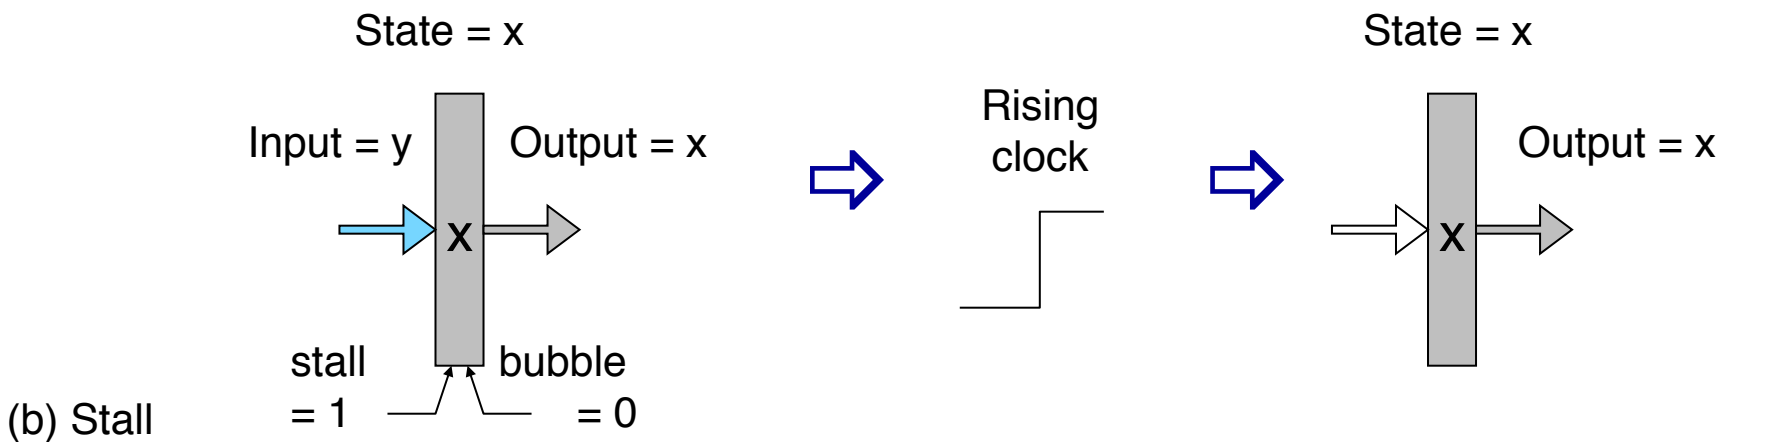 State = x
State = x
Input = y
Output = x
Rising
clock
Output = x
x
x
stall
= 1
bubble
= 0
(b) Stall